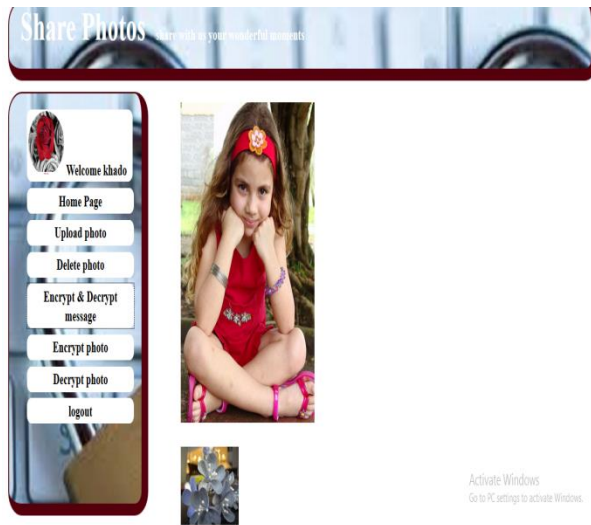 Share Photos share with us your wonderful moments
Welcome khado
Home Page
Upload photo
Delete photo
Encrypt & Decrypt
message
Encrypt photo
Decrypt photo
logout
Activate Windows
Go to PC settings to activate Windows.